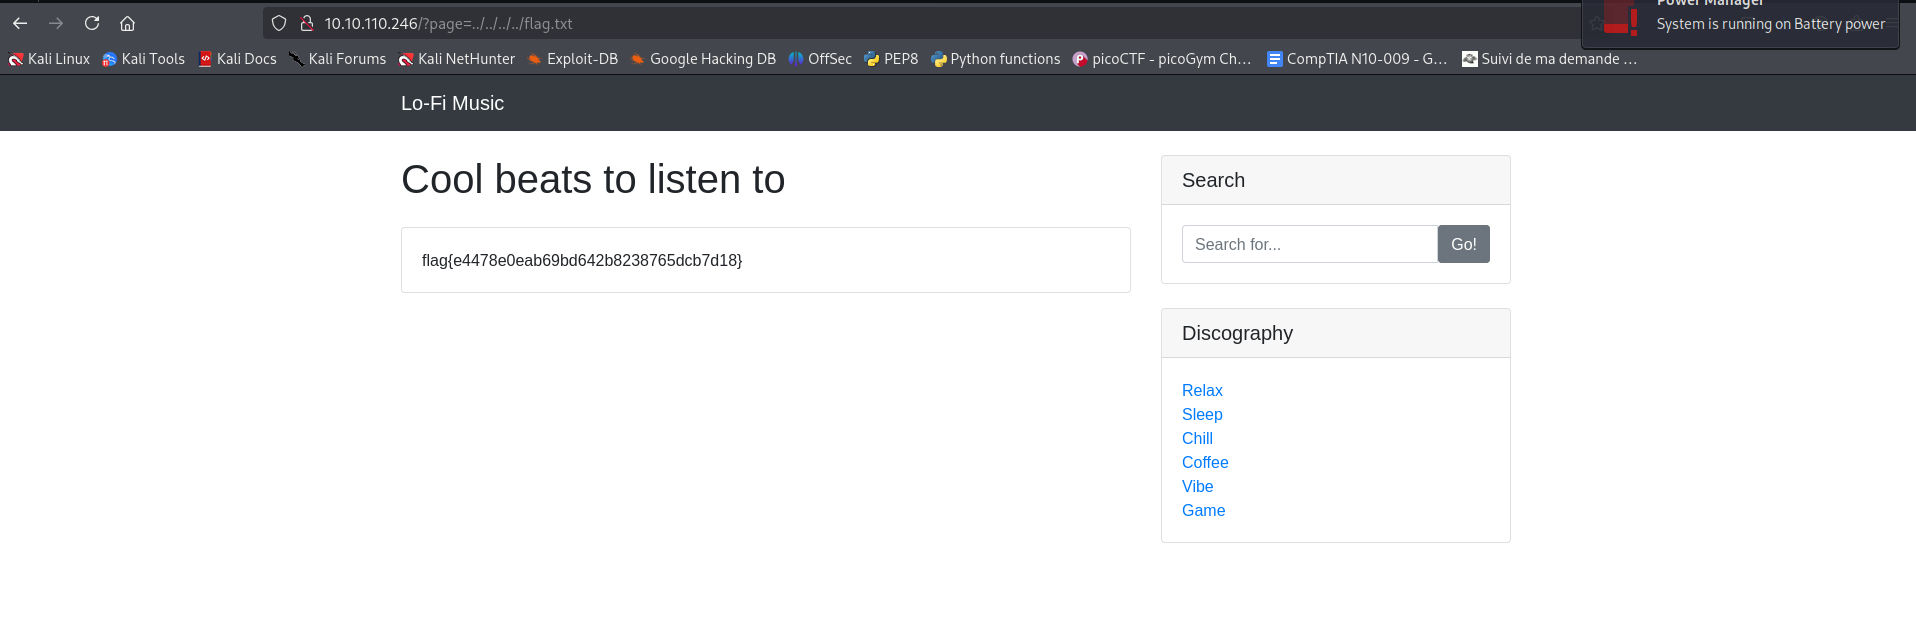 Power Manager
10.10.110.246/?page=../../../../flag.txt
System is running on Battery power
Kali Linux Kali Tools Kali Docs Kali Forums Kali NetHunter Exploit-DB Google Hacking DB OffSec PEP8 Python functions picoCTF - picoGym Ch... CompTIA N10-009 - G... Suivi de ma demande ...
Lo-Fi Music
Cool beats to listen to
flag{e4478e0eab69bd642b8238765dcb7d18}
Search
Search for...
Go!
Discography
Relax
Sleep
Chill
Coffee
Vibe
Game